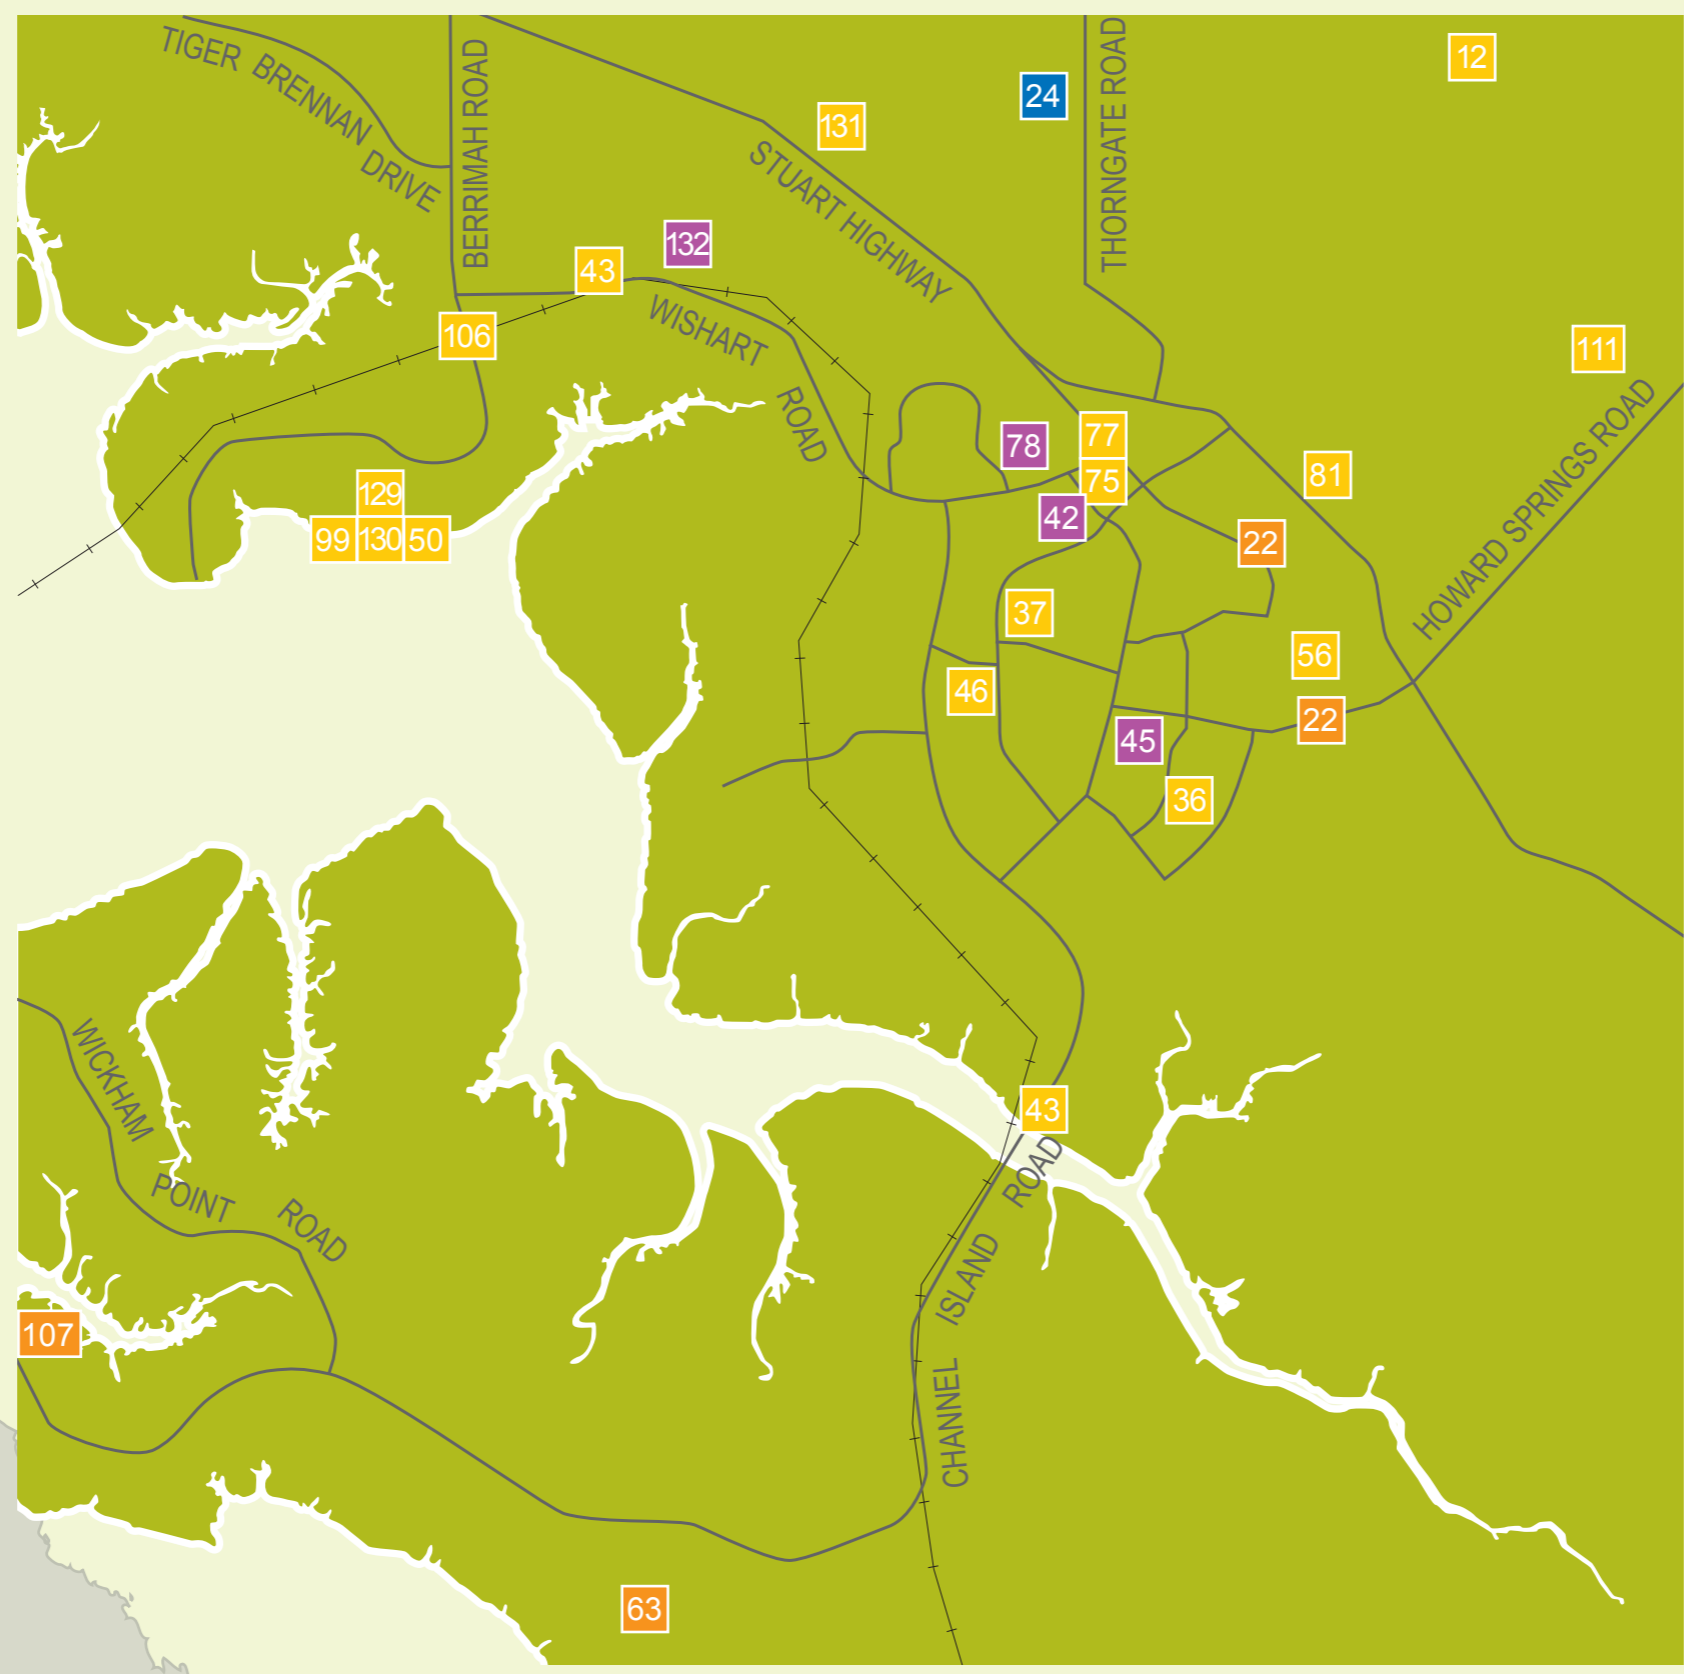 TIGER BRENNAN DRIVE
BERRIMAH ROAD
THORNGATE ROAD
12
24
131
STUART HIGHWAY
132
43
106
WISHART ROAD
111
HOWARD SPRINGS ROAD
78
77
75
81
129
99 130 50
42
22
37
56
46
22
45
36
43
WICKHAM POINT ROAD
CHANNEL ISLAND ROAD
107
63